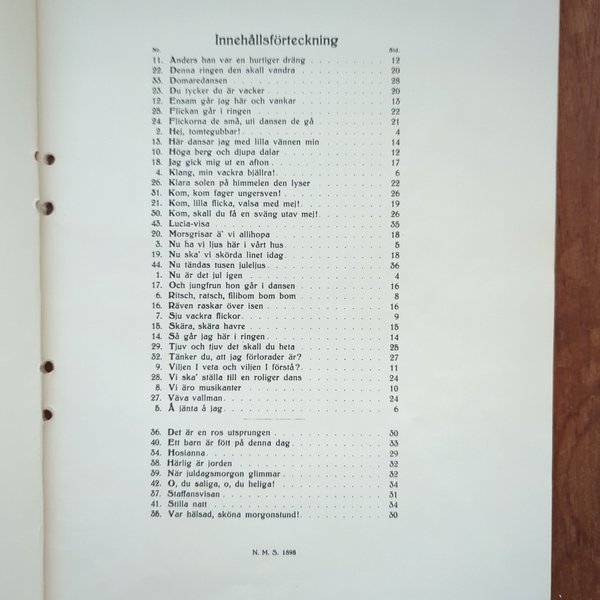 Innehållsförteckning
Nr. Sid.
11. Anders han var en hurtiger dräng 12
22. Denna ringen den skall vandra 20
33. Domaredansen 28
23. Du tycker du är vacker 20
12. Ensam går jag här och vankar 13
25. Flickan går i ringen 22
24. Flickorna de små, uti dansen de gå 21
2. Hej, tomtegubbar! 4
13. Här dansar jag med lilla vännen min 14
10. Höga berg och djupa dalar 12
18. Jag gick mig ut en afton 17
4. Klang, min vackra bjällra! 6
26. Klara solen på himmelen den lyser 22
31. Kom, kom fager ungersven! 26
21. Kom, lilla flicka, valsa med mej! 19
30. Kom, skall du få en sväng utav mej! 26
43. Lucia-visa 35
20. Morsgrisar ä' vi allihopa 18
3. Nu ha vi ljus här i vårt hus 5
19. Nu ska' vi skörda linet idag 18
44. Nu tändas tusen juleljus 36
1. Nu är det jul igen 4
17. Och jungfrun hon går i dansen 16
6. Ritsch, ratsch, filibom bom bom 8
16. Räven raskar över isen 16
7. Sju vackra flickor 9
15. Skära, skära havre 15
14. Så går jag här i ringen 14
29. Tjuv och tjuv det skall du heta 25
32. Tänker du, att jag förlorader är? 27
9. Viljen I veta och viljen I förstå? 11
28. Vi ska' ställa till en roliger dans 24
8. Vi äro musikanter 10
27. Väva vallman 24
5. Å jänta å jag 6
36. Det är en ros utsprungen 30
40. Ett barn är fött på denna dag 33
34. Hosianna 29
38. Härlig är jorden 32
39. När juldagsmorgon glimmar 32
42. O, du saliga, o, du heliga! 34
37. Staffansvisan 31
41. Stilla natt 34
35. Var hälsad, sköna morgonstund! 30
N. M. S. 1898